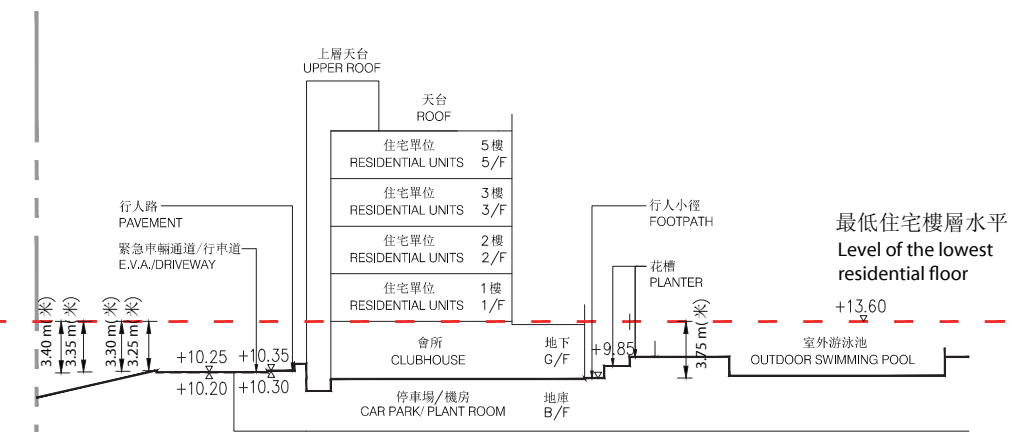 上層天台
UPPER ROOF
天台
ROOF
住宅單位 5樓
RESIDENTIAL UNITS 5/F
住宅單位 3樓
RESIDENTIAL UNITS 3/F
住宅單位 2樓
RESIDENTIAL UNITS 2/F
住宅單位 1樓
RESIDENTIAL UNITS 1/F
行人路
PAVEMENT
緊急車輛通道/行車道
E.V.A./DRIVEWAY
行人小徑
FOOTPATH
花槽
PLANTER
最低住宅樓層水平
Level of the lowest
residential floor
+13.60
3.40 m(米)
3.35 m(米)
3.30 m(米)
3.25 m(米)
+10.25 +10.35
+10.20 +10.30
會所 地下
CLUBHOUSE G/F
+9.85
3.75 m(米)
室外游泳池
OUTDOOR SWIMMING POOL
停車場/機房 地庫
CAR PARK/ PLANT ROOM B/F